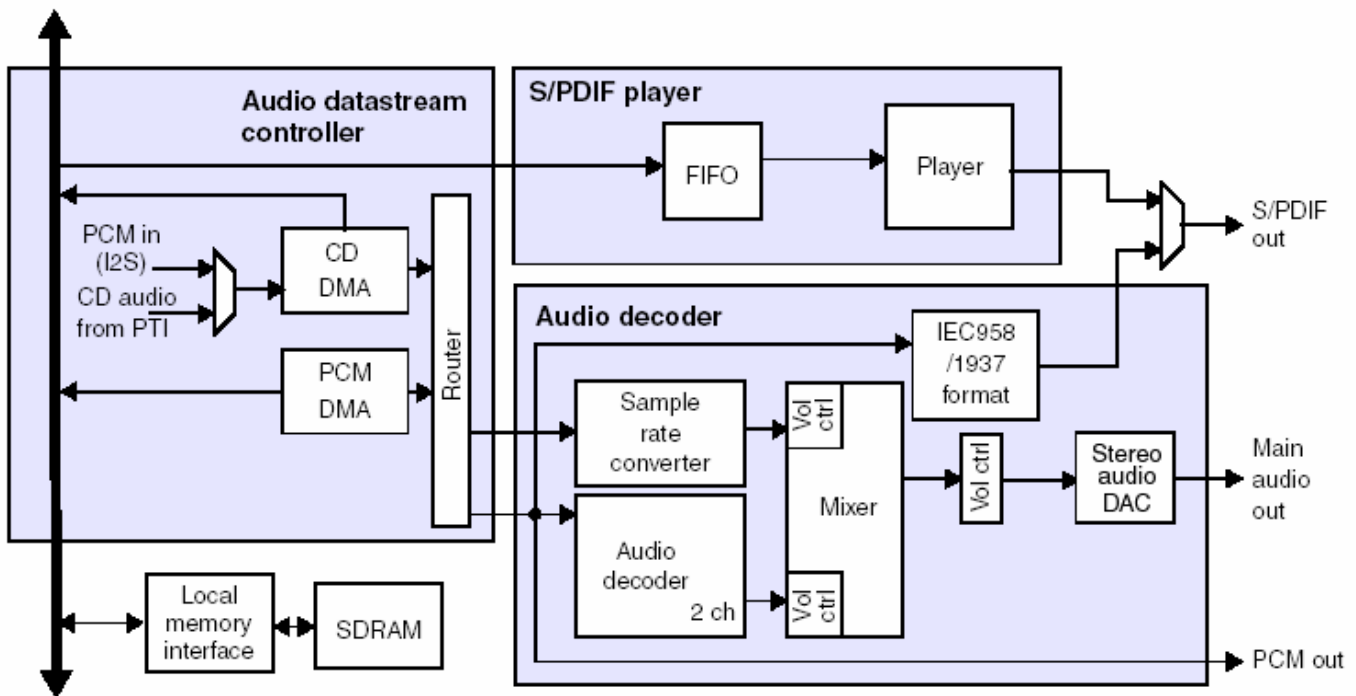 Audio datastream
controller
S/PDIF player
FIFO
Player
S/PDIF
out
PCM in
(I2S)
CD audio
from PTI
CD
DMA
PCM
DMA
Router
Audio decoder
IEC958
/1937
format
Sample
rate
converter
Vol
ctrl
Mixer
Vol ctrl
Stereo
audio
DAC
Main
audio
out
Audio
decoder
2 ch
Vol
ctrl
Local
memory
interface
SDRAM
PCM out